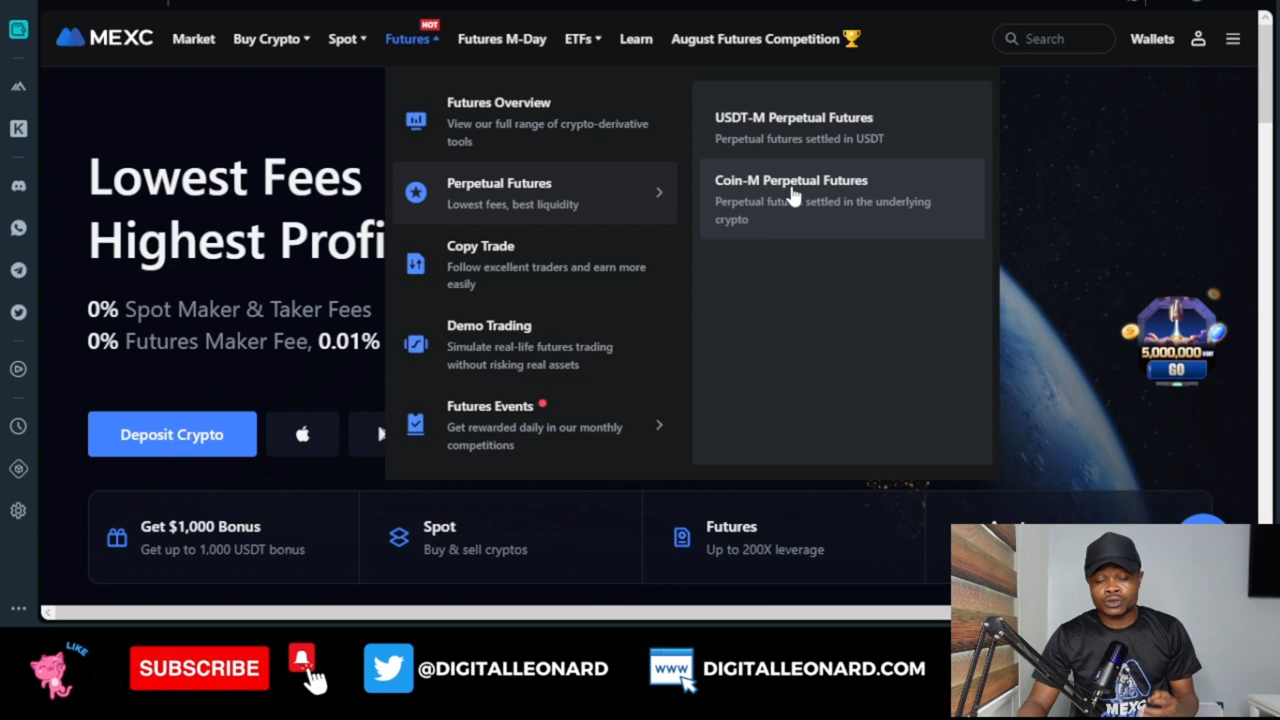 MEXC
Market
Buy Crypto
Spot
Futures
HOT
Futures M-Day
ETFs
Learn
August Futures Competition
Search
Wallets
Lowest Fees
Highest Profi
0% Spot Maker & Taker Fees
0% Futures Maker Fee, 0.01%
Deposit Crypto
Futures Overview
View our full range of crypto-derivative
tools
Perpetual Futures
Lowest fees, best liquidity
Copy Trade
Follow excellent traders and earn more
easily
Demo Trading
Simulate real-life futures trading
without risking real assets
Futures Events
Get rewarded daily in our monthly
competitions
USDT-M Perpetual Futures
Perpetual futures settled in USDT
Coin-M Perpetual Futures
Perpetual settled in the underlying
crypto
5,000,000
GO
Get $1,000 Bonus
Get up to 1,000 USDT bonus
Spot
Buy & sell cryptos
Futures
Up to 200X leverage
LIKE
SUBSCRIBE
@DIGITALLEONARD
WWW
DIGITALLEONARD.COM
MEXC